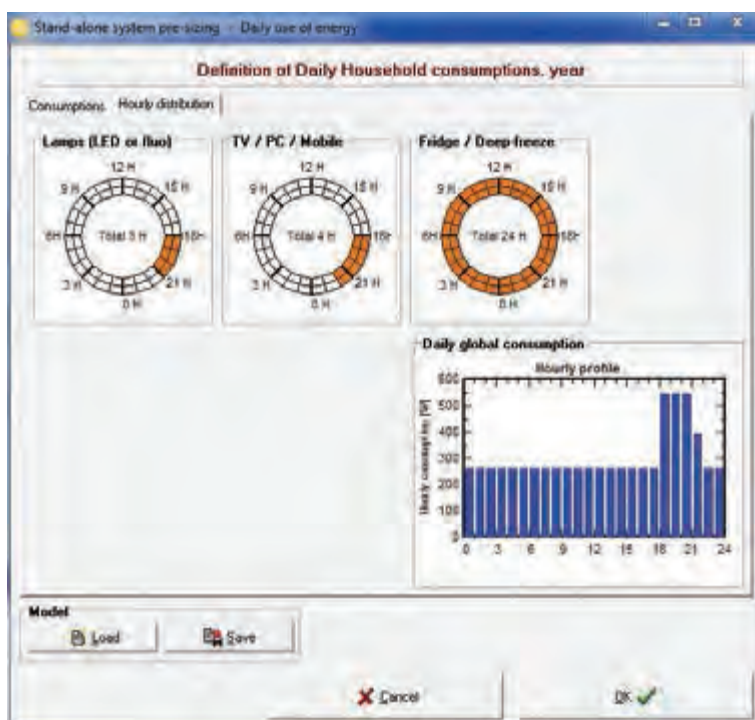 Stand-alone system pre-sizing - Daily use of energy
Definition of Daily Household consumptions, year
Consumptions Hourly distribution
Lamps (LED or fluo)
12 H
9 H 15 H
6H Total 3 H 18H
3 H 21 H
0 H
TV / PC / Mobile
12 H
9 H 15 H
6H Total 4 H 18H
3 H 21 H
0 H
Fridge / Deep-freeze
12 H
9 H 15 H
6H Total 24 H 18H
3 H 21 H
0 H
Daily global consumption
Hourly profile
Hourly consumption [W]
600
500
400
300
200
100
0
0 3 6 9 12 15 18 21 24
Model
Load Save
Cancel OK